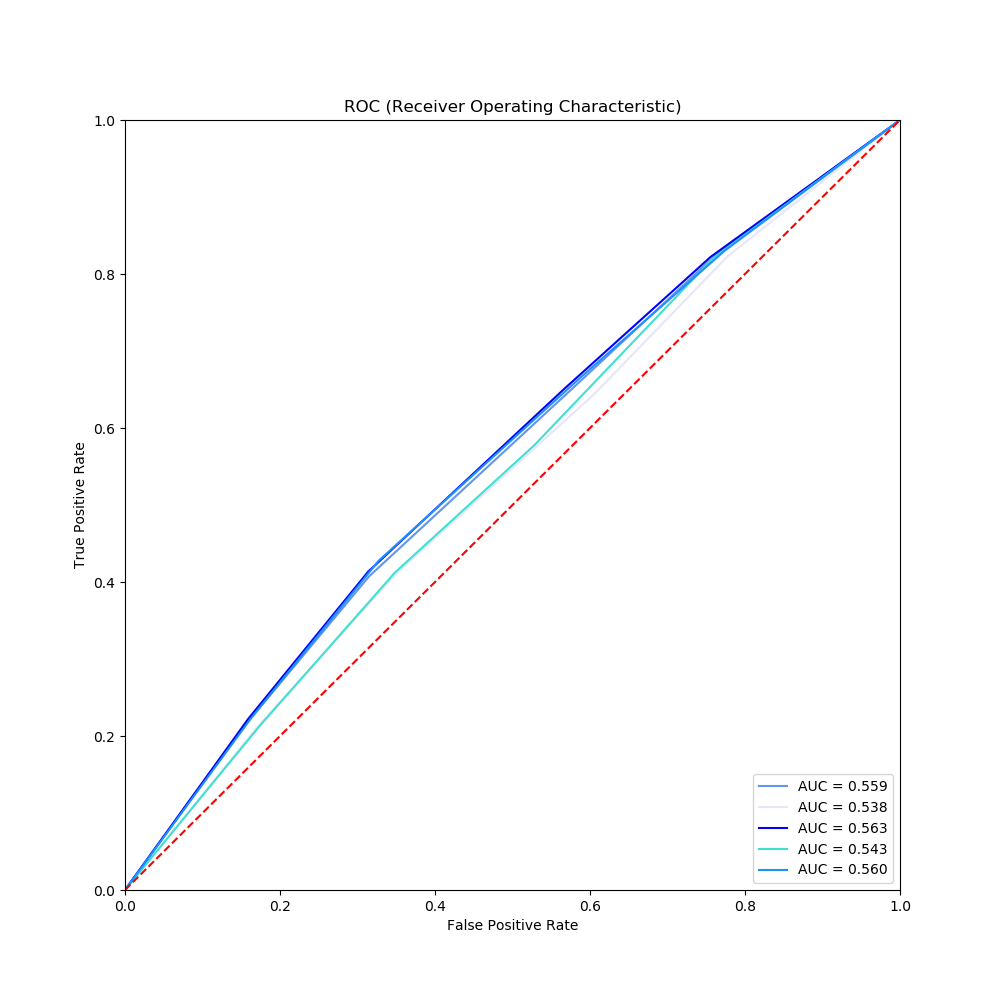 ROC (Receiver Operating Characteristic)
1.0
0.8
0.6
0.4
0.2
0.0
True Positive Rate
0.0 0.2 0.4 0.6 0.8 1.0
False Positive Rate
AUC = 0.559
AUC = 0.538
AUC = 0.563
AUC = 0.543
AUC = 0.560